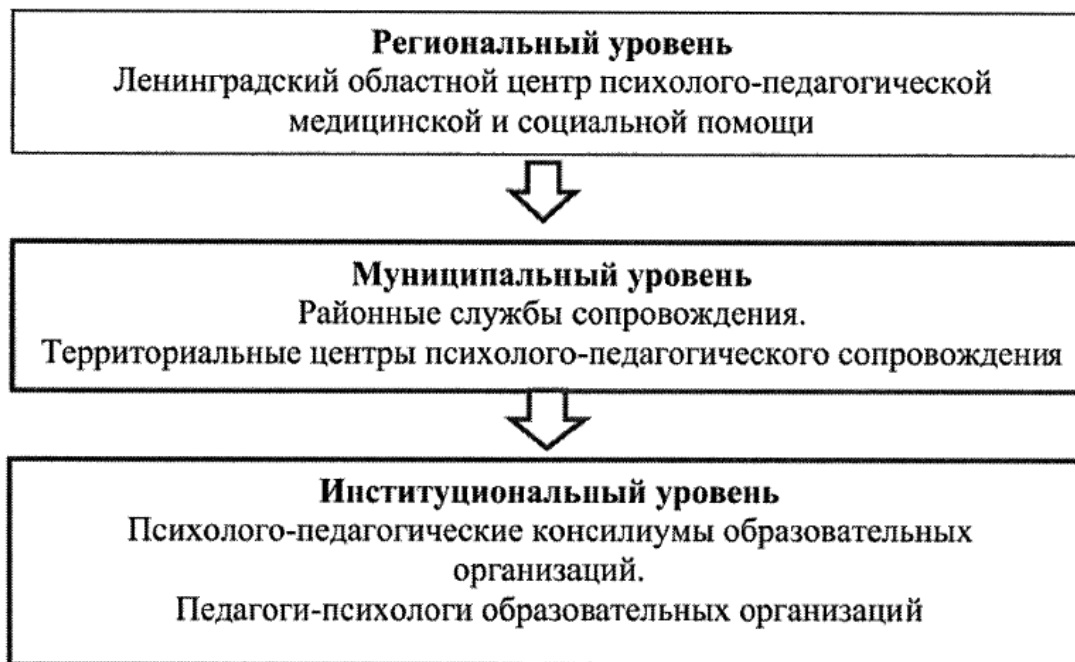 Региональный уровень
Ленинградский областной центр психолого-педагогической
медицинской и социальной помощи
Муниципальный уровень
Районные службы сопровождения.
Территориальные центры психолого-педагогического сопровождения
Институциональный уровень
Психолого-педагогические консилиумы образовательных
организаций.
Педагоги-психологи образовательных организаций